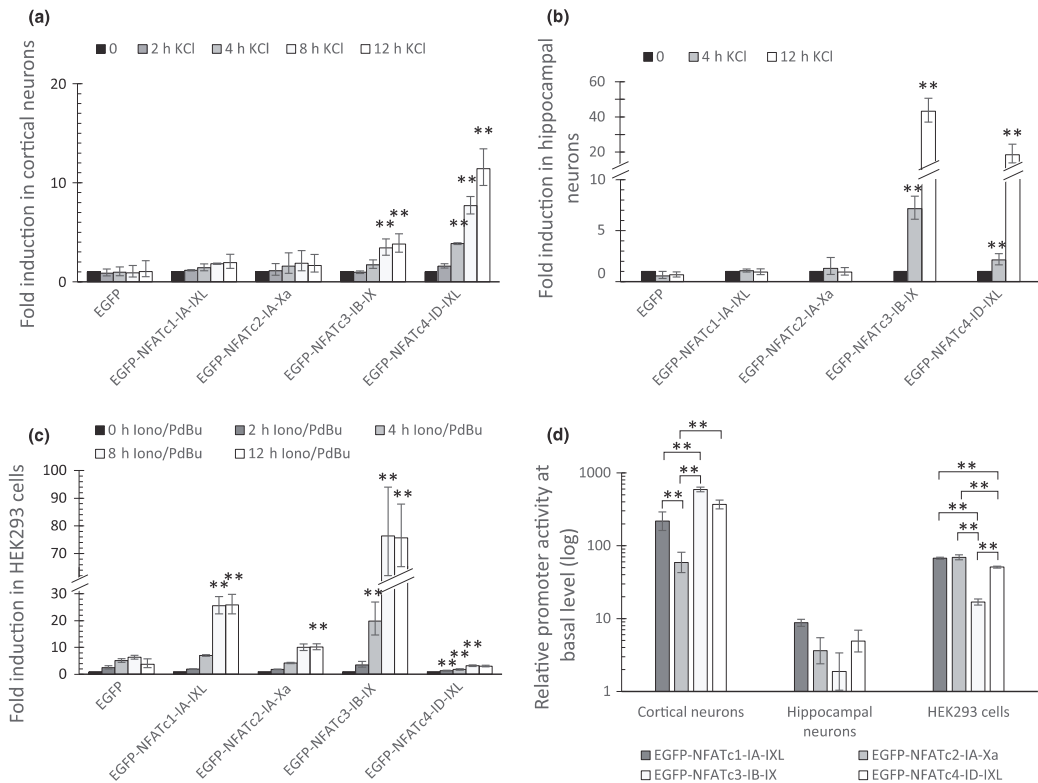 (a)
0 2 h KCl 4 h KCl 8 h KCl 12 h KCl
Fold induction in cortical neurons
20
10
0
** ** ** ** **
EGFP
EGFP-NFATc1-IA-IXL
EGFP-NFATc2-IA-Xa
EGFP-NFATc3-IB-IX
EGFP-NFATc4-ID-IXL
(b)
0 4 h KCl 12 h KCl
Fold induction in hippocampal
neurons
60
50
40
30
20
10
8
6
4
2
0
** ** ** **
EGFP
EGFP-NFATc1-IA-IXL
EGFP-NFATc2-IA-Xa
EGFP-NFATc3-IB-IX
EGFP-NFATc4-ID-IXL
(c)
0 h Iono/PdBu 2 h Iono/PdBu 4 h Iono/PdBu
8 h Iono/PdBu 12 h Iono/PdBu
Fold induction in HEK293 cells
100
90
80
70
60
30
20
10
0
** ** ** ** ** ** ** ** **
EGFP
EGFP-NFATc1-IA-IXL
EGFP-NFATc2-IA-Xa
EGFP-NFATc3-IB-IX
EGFP-NFATc4-ID-IXL
(d)
Relative promoter activity at
basal level (log)
1000
100
10
1
** ** ** **
** ** ** ** **
Cortical neurons
Hippocampal
neurons
HEK293 cells
EGFP-NFATc1-IA-IXL EGFP-NFATc2-IA-Xa
EGFP-NFATc3-IB-IX EGFP-NFATc4-ID-IXL